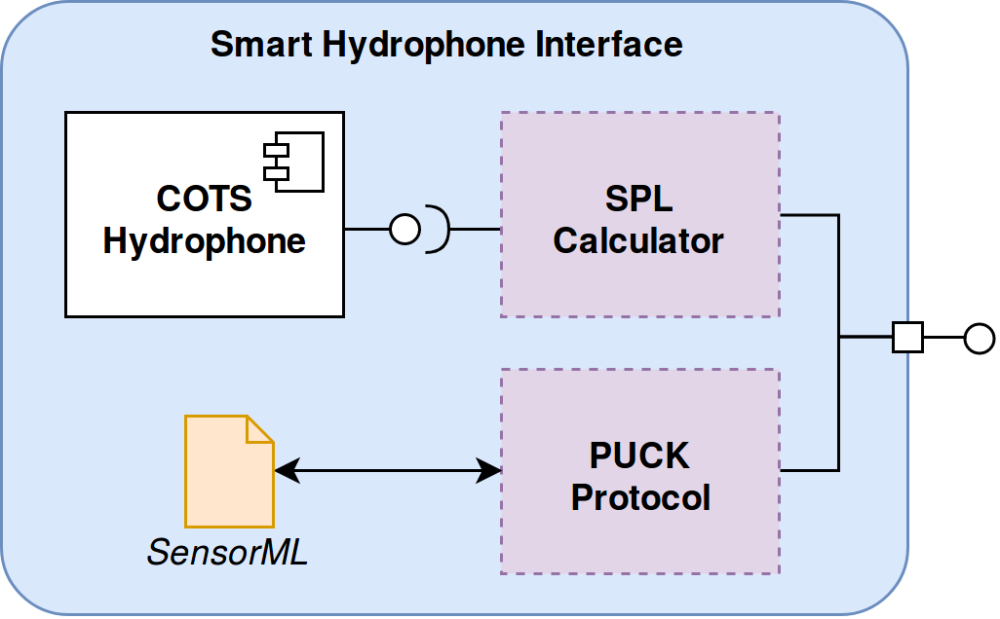 Smart Hydrophone Interface
COTS
Hydrophone
SPL
Calculator
PUCK
Protocol
SensorML